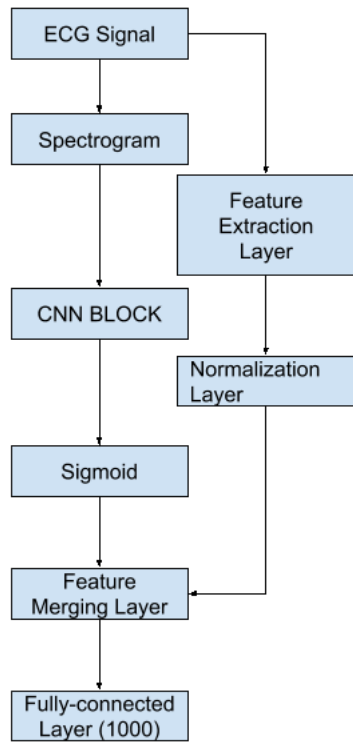 ECG Signal
Spectrogram
Feature
Extraction
Layer
CNN BLOCK
Normalization
Layer
Sigmoid
Feature
Merging Layer
Fully-connected
Layer (1000)